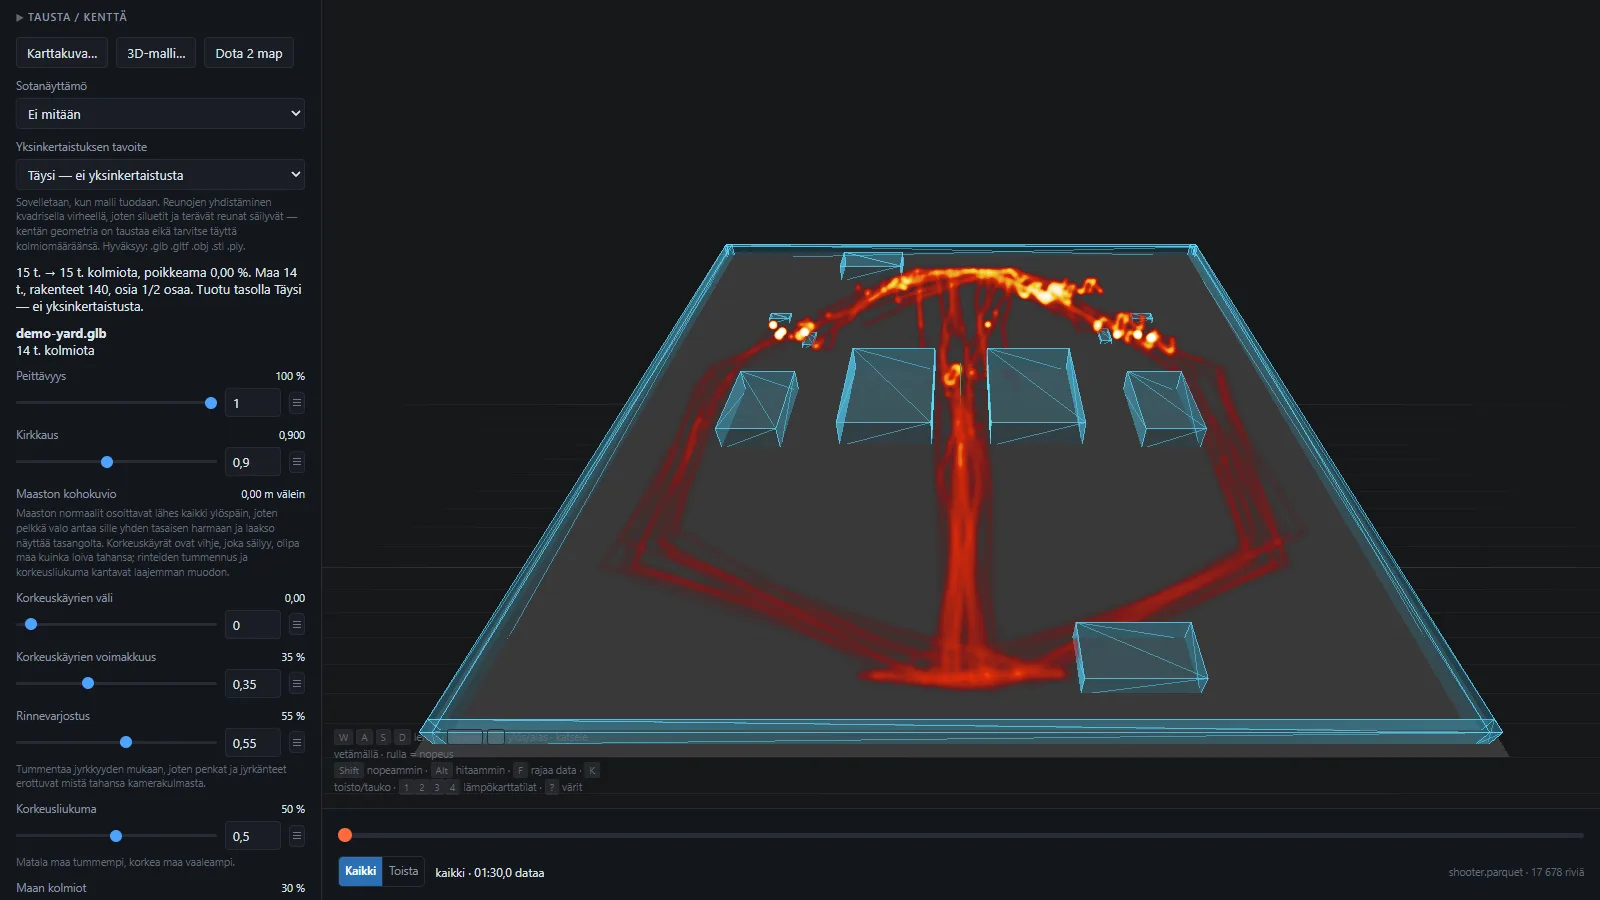 ▶ TAUSTA / KENTTÄ
Karttakuva... 3D-malli... Dota 2 map
Sotanäyttämö
Ei mitään
Yksinkertaistuksen tavoite
Täysi — ei yksinkertaistusta
Sovelletaan, kun malli tuodaan. Reunojen yhdistäminen
kvadrisella virheellä, joten siluetit ja terävät reunat säilyvät —
kentän geometria on taustaa eikä tarvitse täyttä
kolmiomääräänsä. Hyväksyy: .glb .gltf .obj .stl .ply.
15 t. → 15 t. kolmiota, poikkeama 0,00 %. Maa 14
t., rakenteet 140, osia 1/2 osaa. Tuotu tasolla Täysi
— ei yksinkertaistusta.
demo-yard.glb
14 t. kolmiota
Peittävyys 100 %
1
Kirkkaus 0,900
0,9
Maaston kohokuvio 0,00 m välein
Maaston normaalit osoittavat lähes kaikki ylöspäin, joten
pelkkä valo antaa sille yhden tasaisen harmaan ja laakso
näyttää tasangolta. Korkeuskäyrät ovat vihje, joka säilyy, olipa
maa kuinka loiva tahansa; rinteiden tummennus ja
korkeusliukuma kantavat laajemman muodon.
Korkeuskäyrien väli 0,00
0
Korkeuskäyrien voimakkuus 35 %
0,35
Rinnevarjostus 55 %
0,55
Tummentaa jyrkkyyden mukaan, joten penkat ja jyrkänteet
erottuvat mistä tahansa kamerakulmasta.
Korkeusliukuma 50 %
0,5
Matala maa tummempi, korkea maa vaaleampi.
Maan kolmiot 30 %
W A S D ylös/alas · katsele
vetämällä · rulla = nopeus
Shift nopeammin · Alt hitaammin · F rajaa data · K
toisto/tauko · 1 2 3 4 lämpökarttatilat · ? värit
Kaikki Toista kaikki · 01:30,0 dataa
shooter.parquet · 17 678 riviä